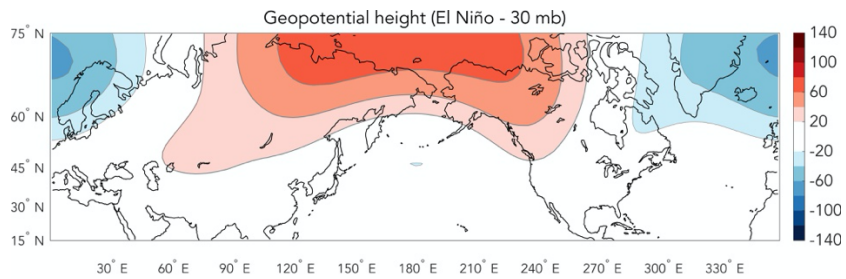 Geopotential height (El Niño - 30 mb)
75° N
60° N
45° N
30° N
15° N
30° E 60° E 90° E 120° E 150° E 180° E 210° E 240° E 270° E 300° E 330° E
140
100
60
20
-20
-60
-100
-140